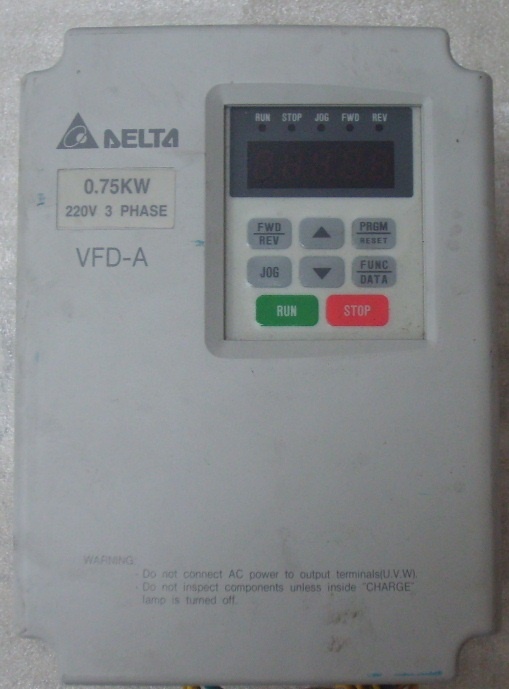 RUN STOP JOG FWD REV
DELTA
0.75KW
220V 3 PHASE
VFD-A
FWD
REV
PRGM
RESET
JOG
FUNC
DATA
RUN
STOP
WARNING
- Do not connect AC power to output terminals(U.V.W).
- Do not inspect components unless inside "CHARGE"
lamp is turned off.